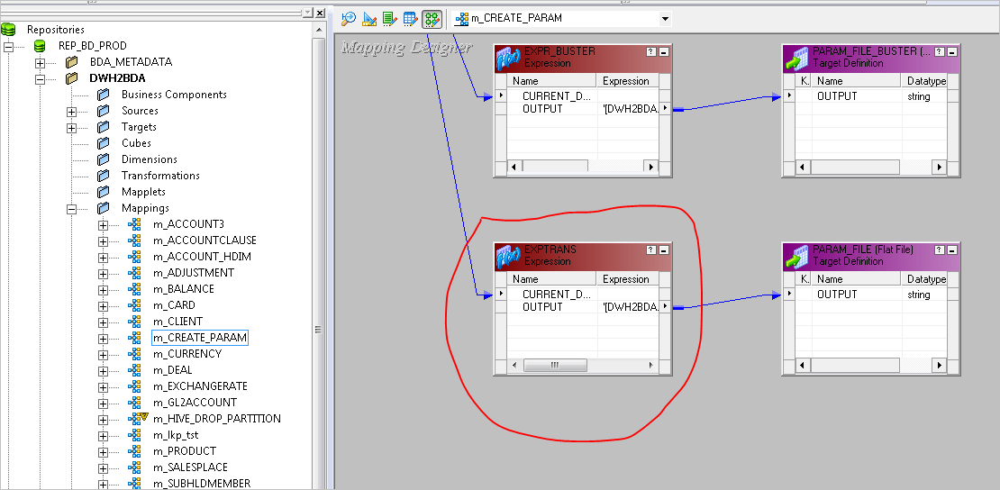 Repositories
REP_BD_PROD
BDA_METADATA
DWH2BDA
Business Components
Sources
Targets
Cubes
Dimensions
Transformations
Mapplets
Mappings
m_ACCOUNT3
m_ACCOUNTCLAUSE
m_ACCOUNT_HDIM
m_ADJUSTMENT
m_BALANCE
m_CARD
m_CLIENT
m_CREATE_PARAM
m_CURRENCY
m_DEAL
m_EXCHANGERATE
m_GL2ACCOUNT
m_HIVE_DROP_PARTITION
m_lkp_tst
m_PRODUCT
m_SALESPLACE
m_SUBHLDMEMBER
m_CREATE_PARAM
Mapping Designer
EXPR_BUSTER
Expression
Name Expression
CURRENT_D...
OUTPUT '[DWH2BDA.
PARAM_FILE_BUSTER (...
Target Definition
K. Name Datatype
OUTPUT string
EXPTRANS
Expression
Name Expression
CURRENT_D...
OUTPUT '[DWH2BDA.
PARAM_FILE (Flat File)
Target Definition
K. Name Datatype
OUTPUT string